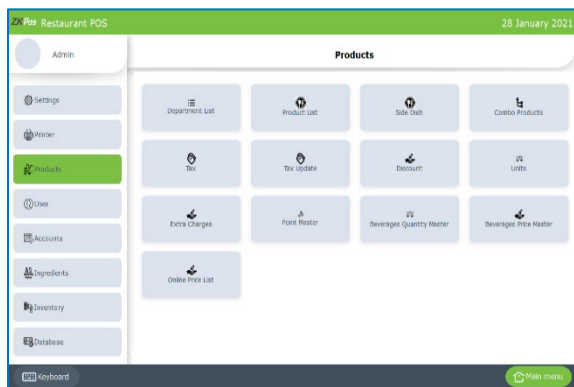 ZKPos Restaurant POS
28 January 2021
Admin
Products
Settings
Printer
Products
User
Accounts
Ingredients
Inventory
Database
Department List
Product List
Side Dish
Combo Products
Tax
Tax Update
Discount
Units
Extra Charges
Point Master
Beverages Quantity Master
Beverages Price Master
Online Price List
Keyboard
Main menu